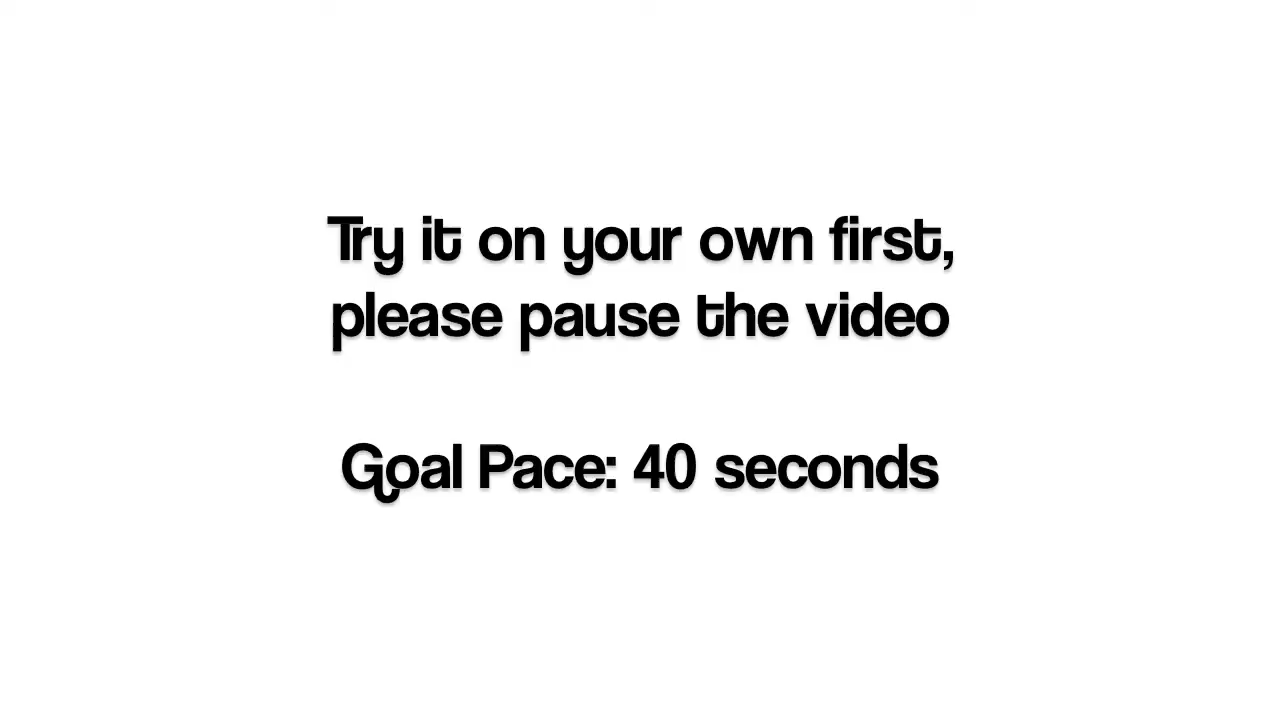 Try it on your own first,
please pause the video
Goal Pace: 40 seconds